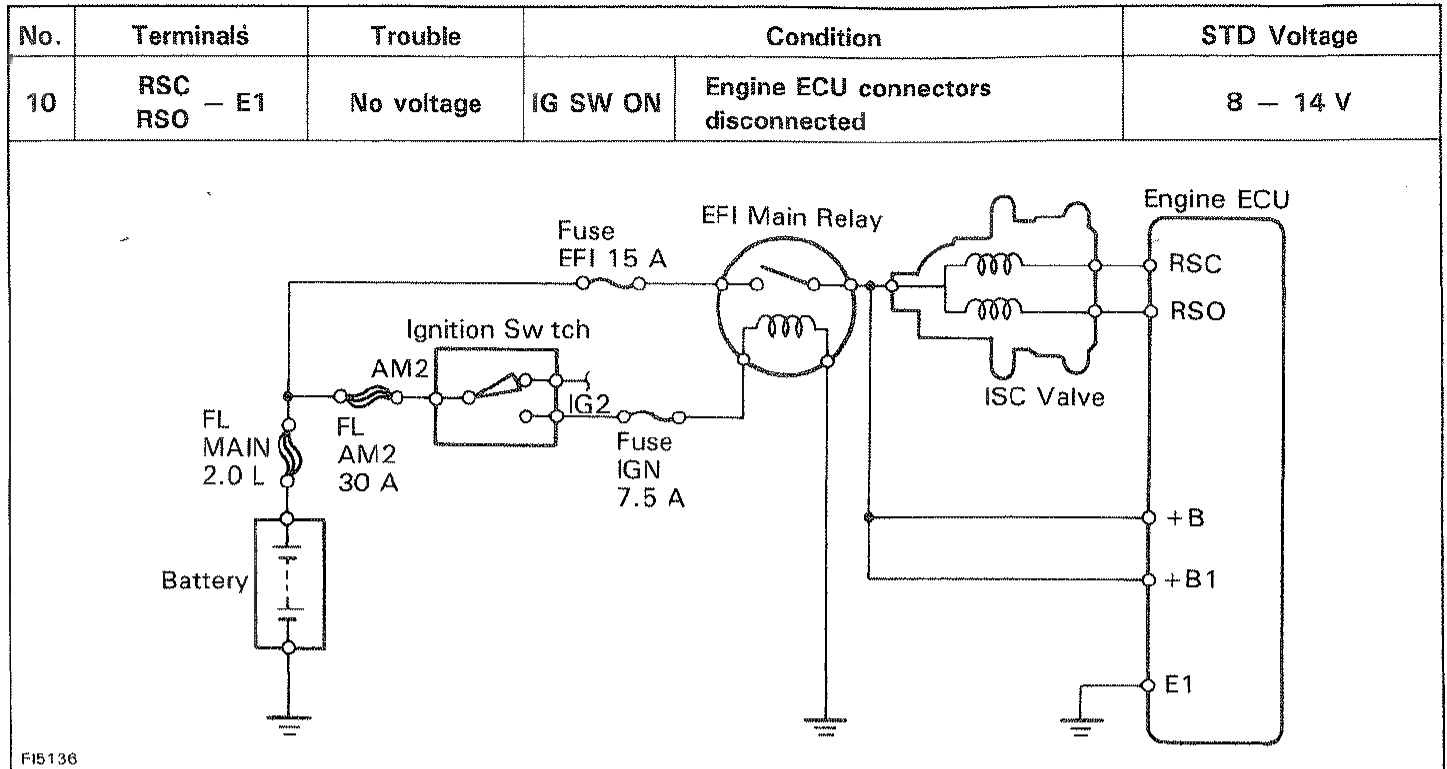 No. Terminals Trouble Condition STD Voltage
10 RSC RSO – E1 No voltage IG SW ON Engine ECU connectors disconnected 8 – 14 V
Engine ECU
EFI Main Relay
Fuse
EFI 15 A
RSC
RSO
Ignition Sw tch
AM2
IG2
ISC Valve
FL
MAIN
2.0 L
FL
AM2
30 A
Fuse
IGN
7.5 A
+B
Battery
+B1
E1
FI5136